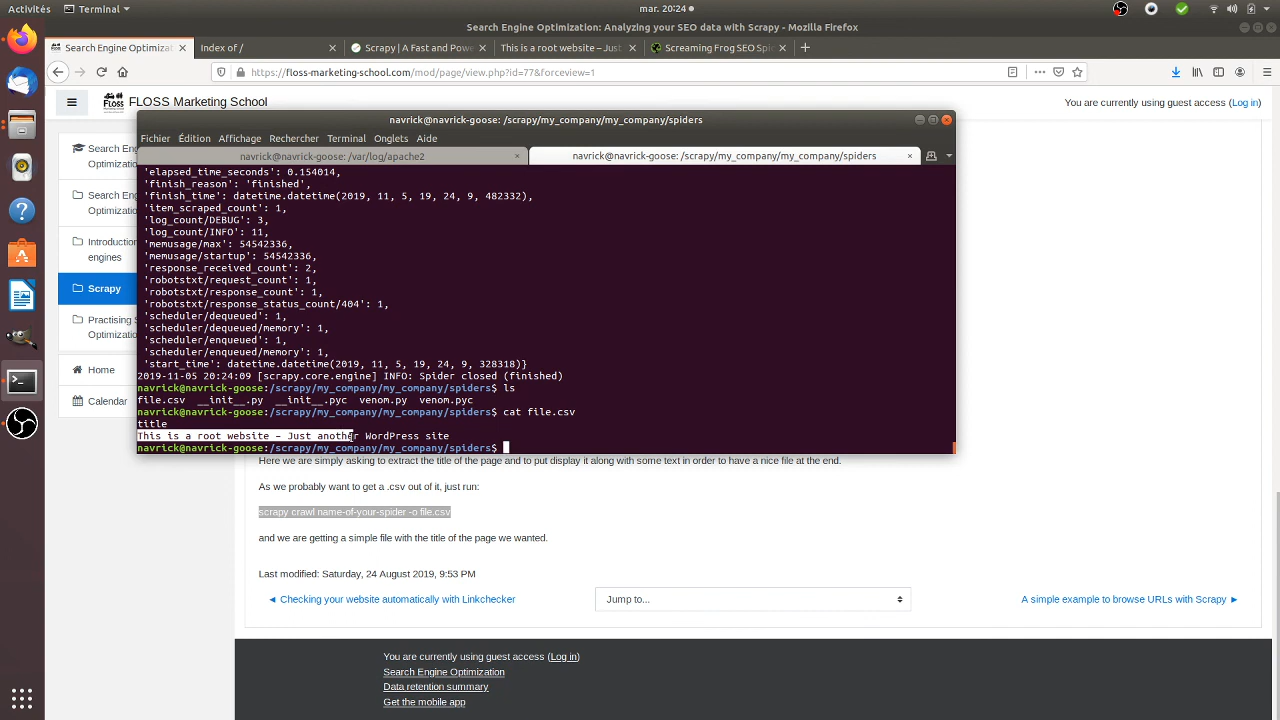 Activités
Terminal
mar. 20:24
Search Engine Optimization: Analyzing your SEO data with Scrapy - Mozilla Firefox
Search Engine Optimiza
Index of /
Scrapy | A Fast and Pow
This is a root website – Just
Screaming Frog SEO Spi
https://floss-marketing-school.com/mod/page/view.php?id=77&forceview=1
Floss
FLOSS Marketing School
You are currently using guest access (Log in)
navrick@navrick-goose: /scrapy/my_company/my_company/spiders
Fichier Édition Affichage Rechercher Terminal Onglets Aide
navrick@navrick-goose: /var/log/apache2
navrick@navrick-goose: /scrapy/my_company/my_company/spiders
Search Eng
Optimizati
Search Eng
Optimizati
Introduction
engines
Scrapy
Practising S
Optimizati
Home
Calendar
'elapsed_time_seconds': 0.154014,
'finish_reason': 'finished',
'finish_time': datetime.datetime(2019, 11, 5, 19, 24, 9, 482332),
'item_scraped_count': 1,
'log_count/DEBUG': 3,
'log_count/INFO': 11,
'memusage/max': 54542336,
'memusage/startup': 54542336,
'response_received_count': 2,
'robotstxt/request_count': 1,
'robotstxt/response_count': 1,
'robotstxt/response_status_count/404': 1,
'scheduler/dequeued': 1,
'scheduler/dequeued/memory': 1,
'scheduler/enqueued': 1,
'scheduler/enqueued/memory': 1,
'start_time': datetime.datetime(2019, 11, 5, 19, 24, 9, 328318)}
2019-11-05 20:24:09 [scrapy.core.engine] INFO: Spider closed (finished)
navrick@navrick-goose:/scrapy/my_company/my_company/spiders$ ls
file.csv __init__.py __init__.pyc venom.py venom.pyc
navrick@navrick-goose:/scrapy/my_company/my_company/spiders$ cat file.csv
title
This is a root website – Just another WordPress site
navrick@navrick-goose:/scrapy/my_company/my_company/spiders$
Here we are simply asking to extract the title of the page and to put display it along with some text in order to have a nice file at the end.
As we probably want to get a .csv out of it, just run:
scrapy crawl name-of-your-spider -o file.csv
and we are getting a simple file with the title of the page we wanted.
Last modified: Saturday, 24 August 2019, 9:53 PM
◄ Checking your website automatically with Linkchecker
Jump to...
A simple example to browse URLs with Scrapy ►
You are currently using guest access (Log in)
Search Engine Optimization
Data retention summary
Get the mobile app